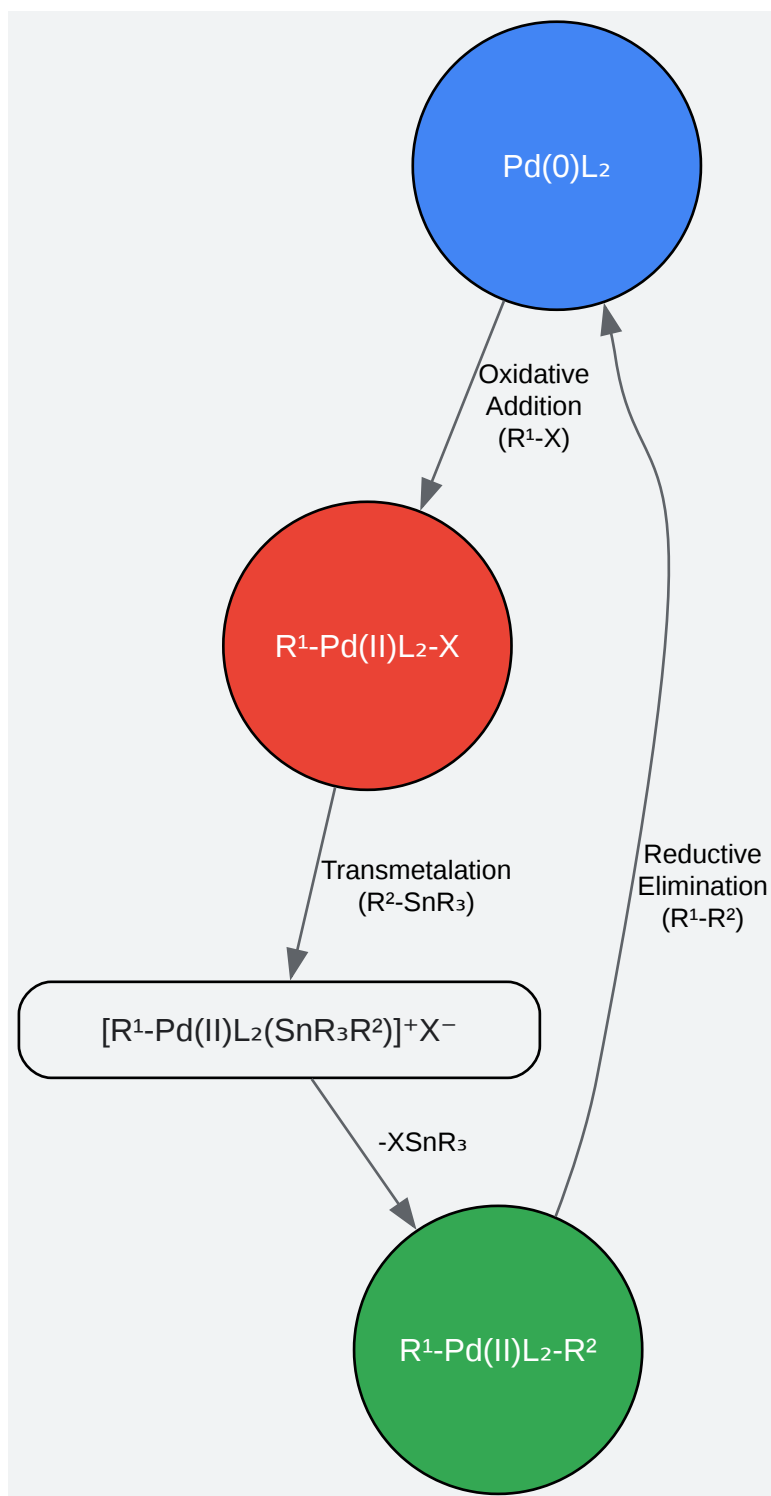 Pd(0)L₂
Oxidative
Addition
(R¹-X)
R¹-Pd(II)L₂-X
Transmetalation
(R²-SnR₃)
Reductive
Elimination
(R¹-R²)
[R¹-Pd(II)L₂(SnR₃R²)]⁺X⁻
-XSnR₃
R¹-Pd(II)L₂-R²